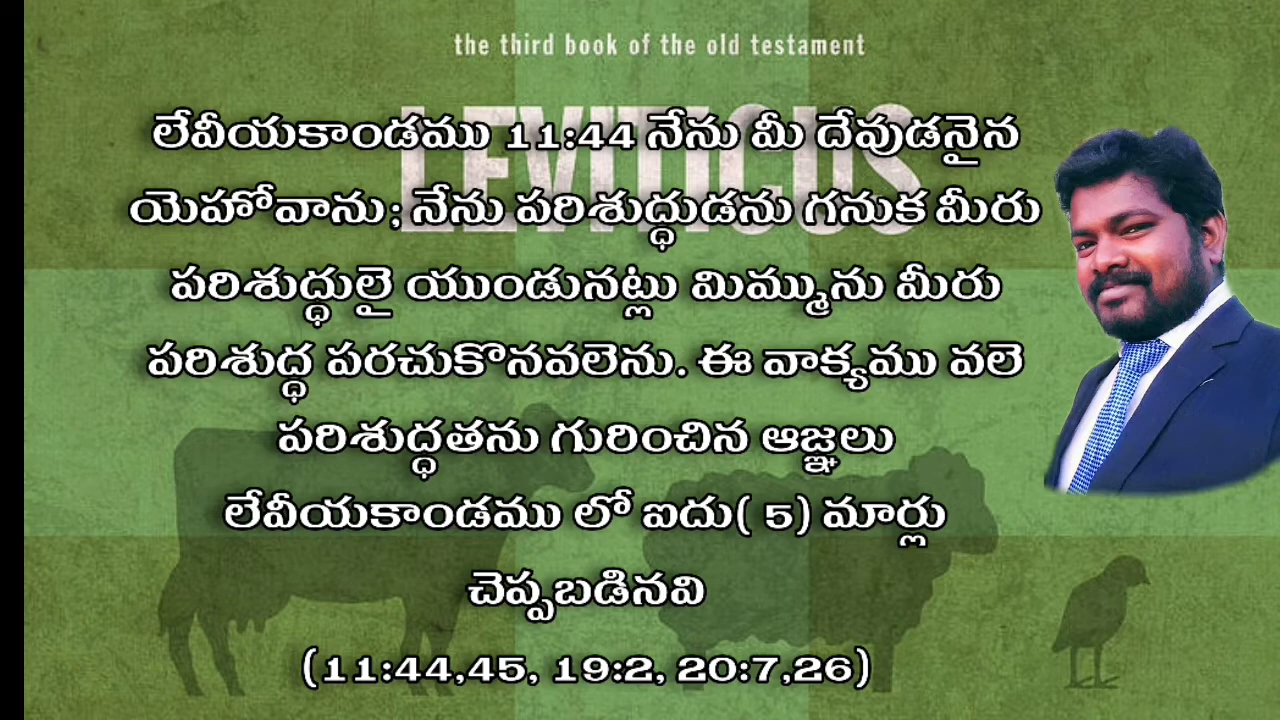 the third book of the old testament
LEVITICUS
లేవీయకాండము 11:44 నేను మీ దేవుడనైన
యెహోవాను; నేను పరిశుద్ధుడను గనుక మీరు
పరిశుద్ధులై యుండునట్లు మిమ్మును మీరు
పరిశుద్ధ పరచుకొనవలెను. ఈ వాక్యము వలె
పరిశుద్ధతను గురించిన ఆజ్ఞలు
లేవీయకాండము లో ఐదు( 5) మార్లు
చెప్పబడినవి
(11:44,45, 19:2, 20:7,26)